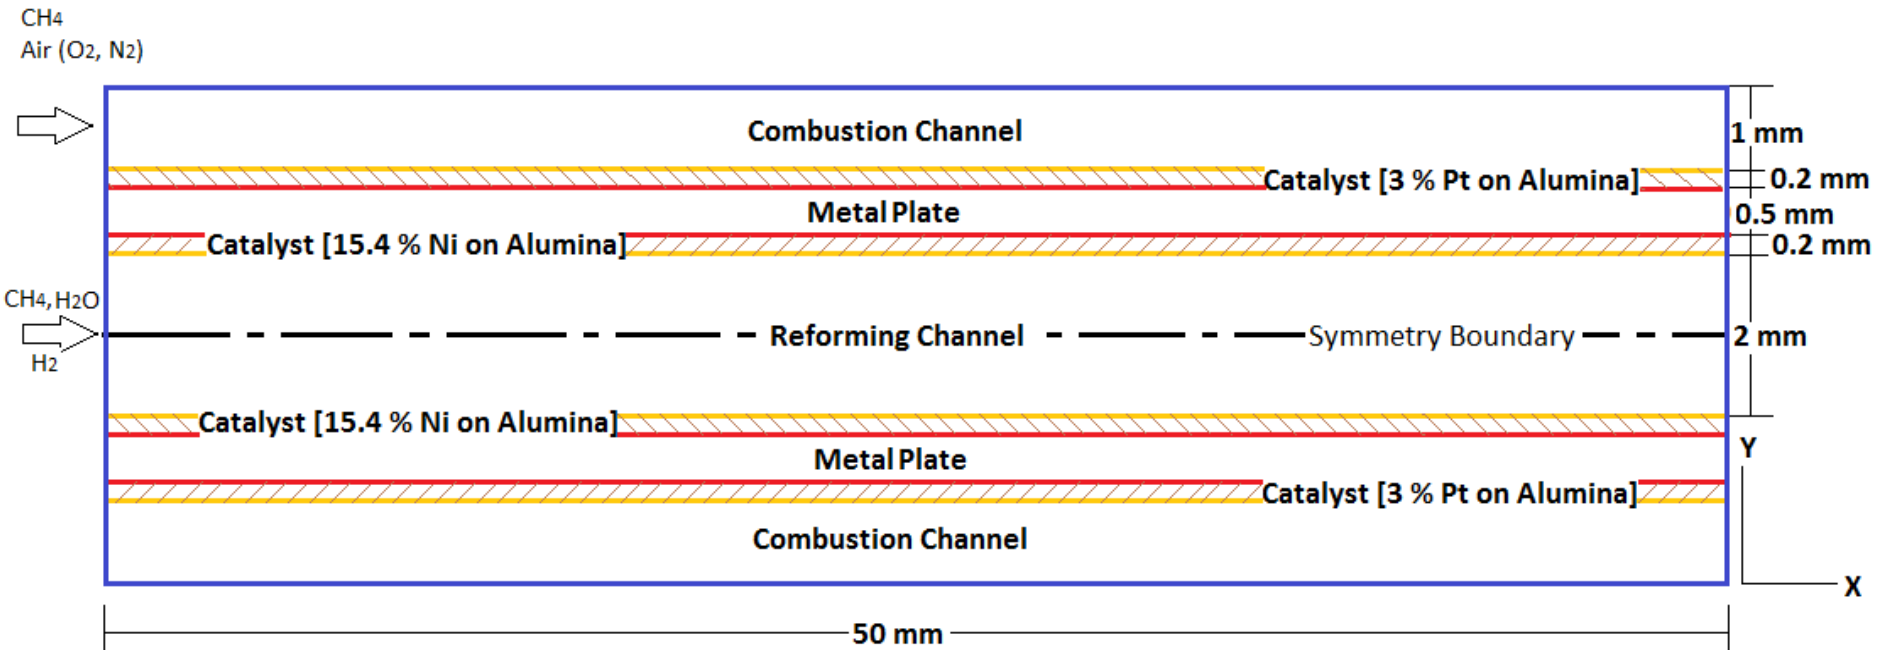 CH4
Air (O2, N2)
Combustion Channel
1 mm
Catalyst [3 % Pt on Alumina]
0.2 mm
Metal Plate
0.5 mm
Catalyst [15.4 % Ni on Alumina]
0.2 mm
CH4, H2O
H2
Reforming Channel
Symmetry Boundary
2 mm
Catalyst [15.4 % Ni on Alumina]
Metal Plate
Y
Catalyst [3 % Pt on Alumina]
Combustion Channel
X
50 mm